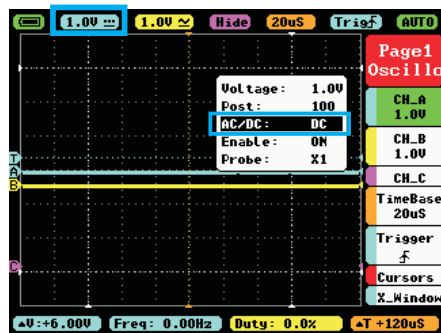 1.0V 1.0V Hide 20uS Trig AUTO
Page1
Oscillo
Voltage: 1.0V
Post: 100
AC/DC: DC
Enable: ON
Probe: X1
CH_A
1.0V
CH_B
1.0V
CH_C
TimeBase
20uS
Trigger
Cursors
X_Window
T
A
B
C
▲V:+6.00V Freq: 0.00Hz Duty: 0.0% ▲T +120uS